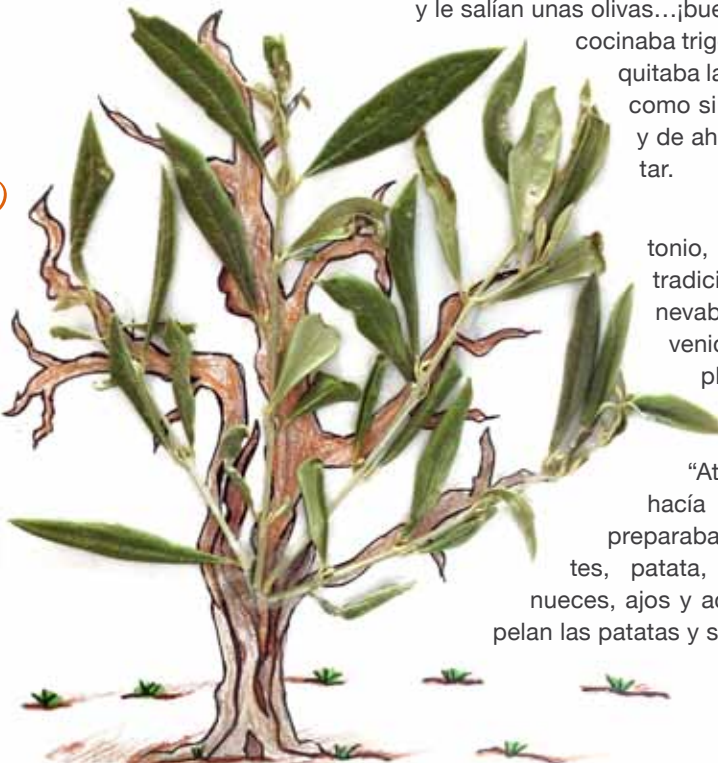 y le salían unas olivas...¡bue
cocinaba trig
quitaba la
como si
y de ah
tar.
tonio,
tradici
nevab
venic
pl
“At
hacía
preparaba
tes, patata,
nueces, ajos y ac
pelan las patatas y s